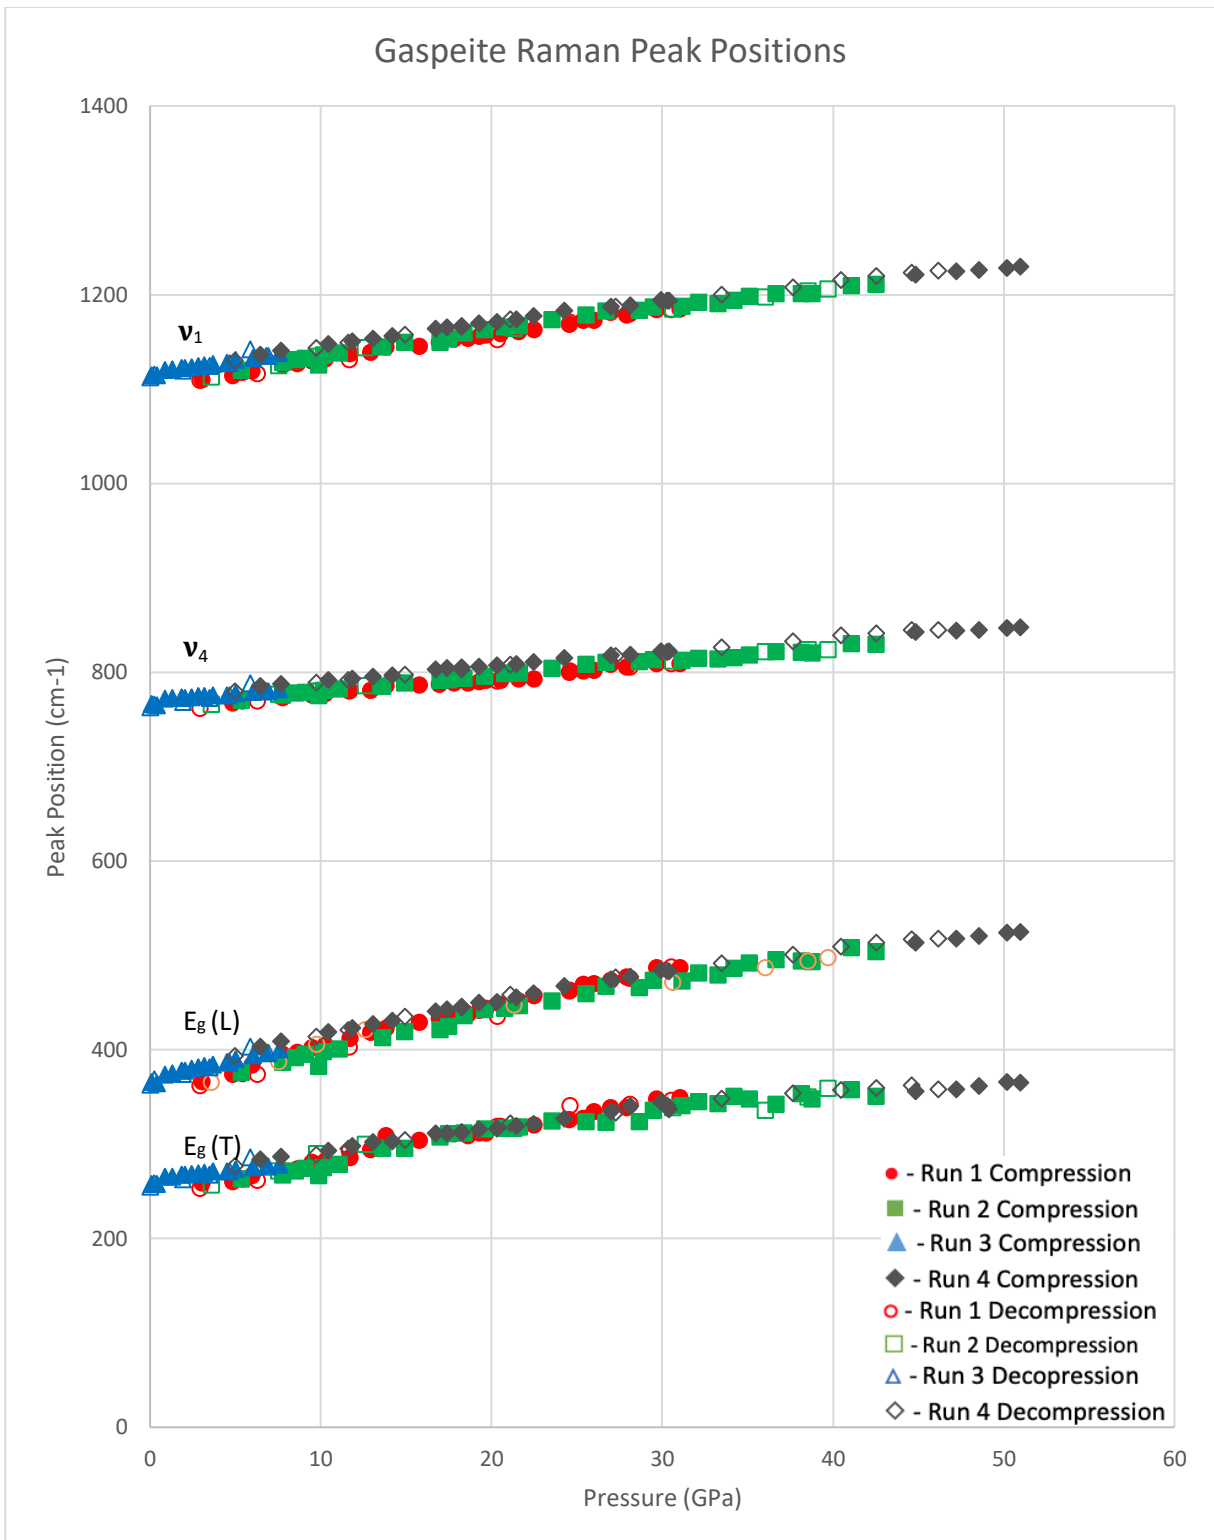 Gaspeite Raman Peak Positions
1400
1200
1000
800
600
400
200
0
Peak Position (cm-1)
ν1
ν4
Eg (L)
Eg (T)
- Run 1 Compression
- Run 2 Compression
- Run 3 Compression
- Run 4 Compression
- Run 1 Decompression
- Run 2 Decompression
- Run 3 Decopression
- Run 4 Decompression
0 10 20 30 40 50 60
Pressure (GPa)